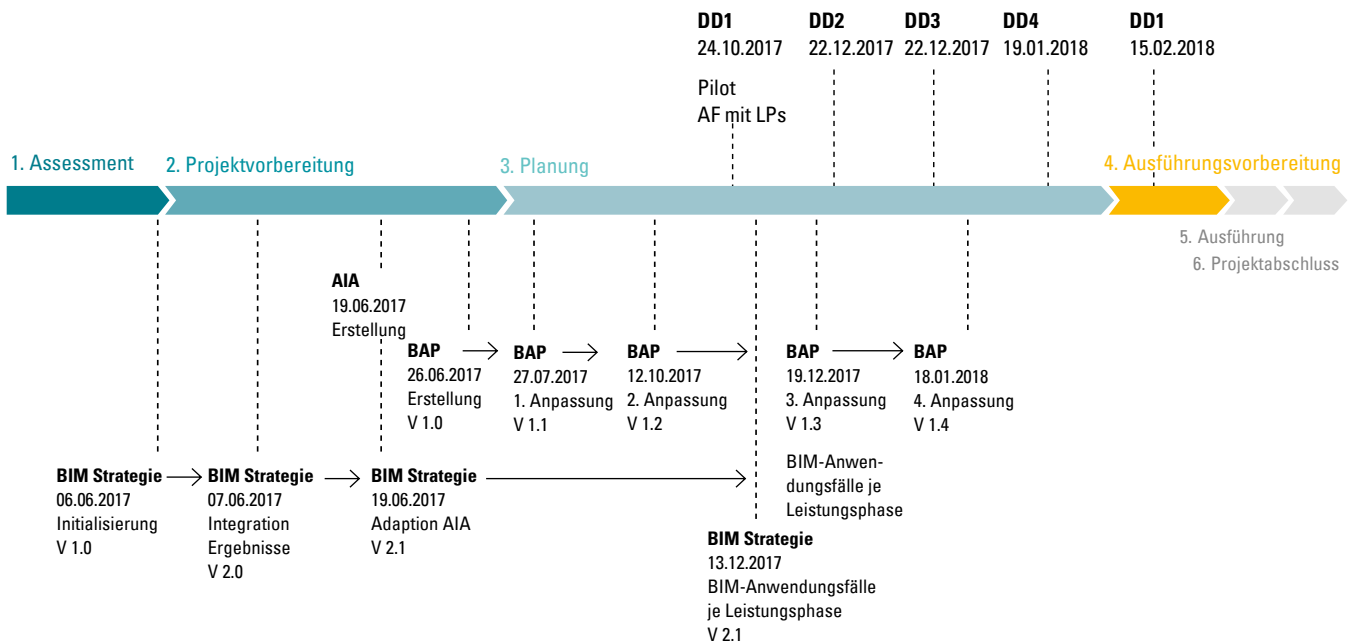 DD1
24.10.2017
Pilot
AF mit LPs
DD2
22.12.2017
DD3
22.12.2017
DD4
19.01.2018
DD1
15.02.2018
1. Assessment
2. Projektvorbereitung
3. Planung
4. Ausführungsvorbereitung
5. Ausführung
6. Projektabschluss
AIA
19.06.2017
Erstellung
BAP
26.06.2017
Erstellung
V 1.0
BAP
27.07.2017
1. Anpassung
V 1.1
BAP
12.10.2017
2. Anpassung
V 1.2
BAP
19.12.2017
3. Anpassung
V 1.3
BIM-Anwen-
dungsfälle je
Leistungsphase
BAP
18.01.2018
4. Anpassung
V 1.4
BIM Strategie
06.06.2017
Initialisierung
V 1.0
BIM Strategie
07.06.2017
Integration
Ergebnisse
V 2.0
BIM Strategie
19.06.2017
Adaption AIA
V 2.1
BIM Strategie
13.12.2017
BIM-Anwendungsfälle
je Leistungsphase
V 2.1